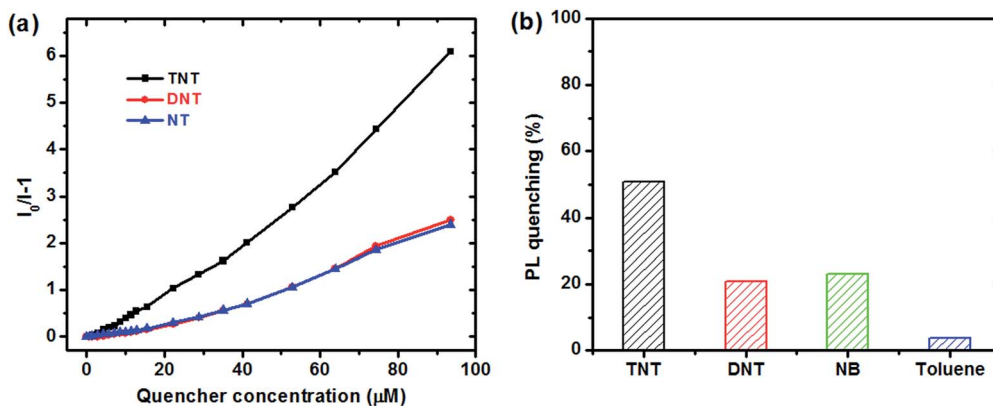 (a)
TNT
DNT
NT
I₀/I-1
6
5
4
3
2
1
0
0 20 40 60 80 100
Quencher concentration (μM)
(b)
PL quenching (%)
100
80
60
40
20
0
TNT DNT NB Toluene